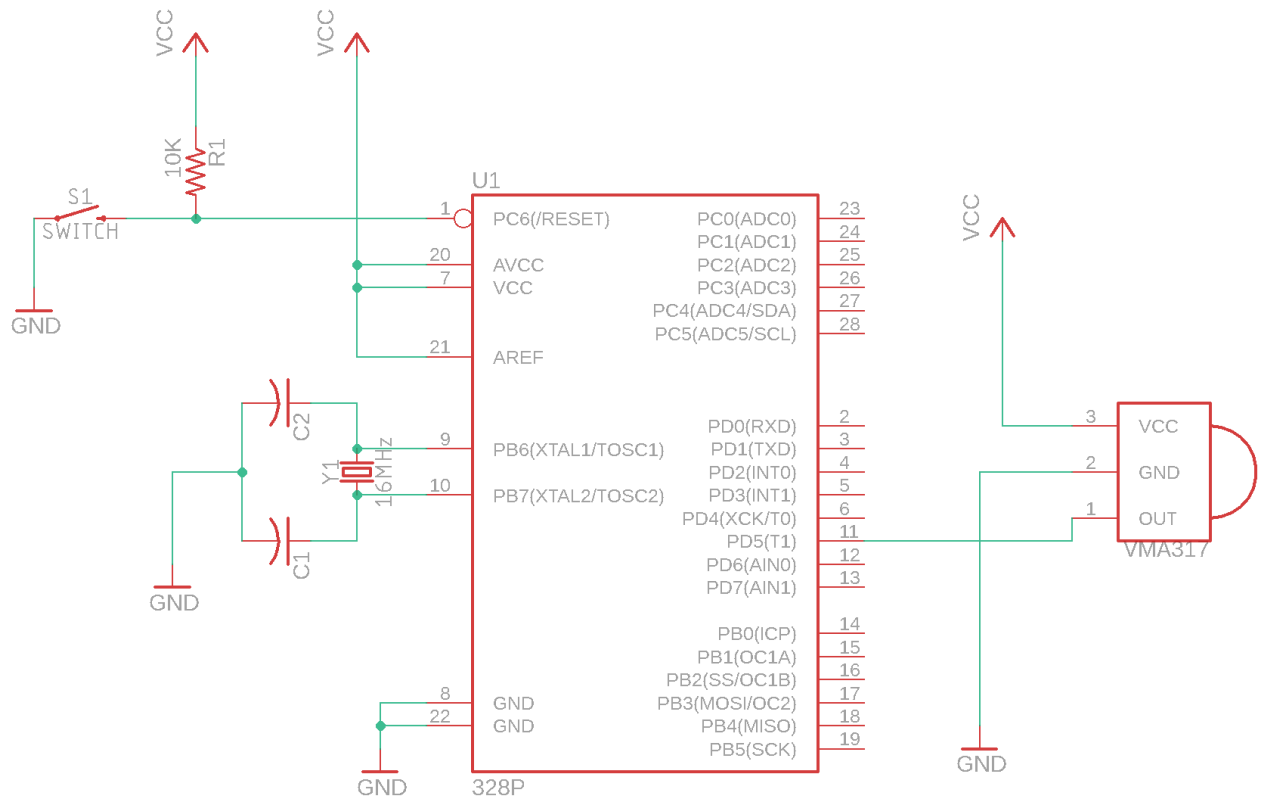 VCC
VCC
10K
R1
S1
SWITCH
GND
U1
1 PC6(/RESET)
20 AVCC
7 VCC
21 AREF
C2
9 PB6(XTAL1/TOSC1)
Y1
16MHz
10 PB7(XTAL2/TOSC2)
C1
GND
8 GND
22 GND
GND
328P
PC0(ADC0) 23
PC1(ADC1) 24
PC2(ADC2) 25
PC3(ADC3) 26
PC4(ADC4/SDA) 27
PC5(ADC5/SCL) 28
PD0(RXD) 2
PD1(TXD) 3
PD2(INT0) 4
PD3(INT1) 5
PD4(XCK/T0) 6
PD5(T1) 11
PD6(AIN0) 12
PD7(AIN1) 13
PB0(ICP) 14
PB1(OC1A) 15
PB2(SS/OC1B) 16
PB3(MOSI/OC2) 17
PB4(MISO) 18
PB5(SCK) 19
VCC
3 VCC
2 GND
1 OUT
VMA317
GND